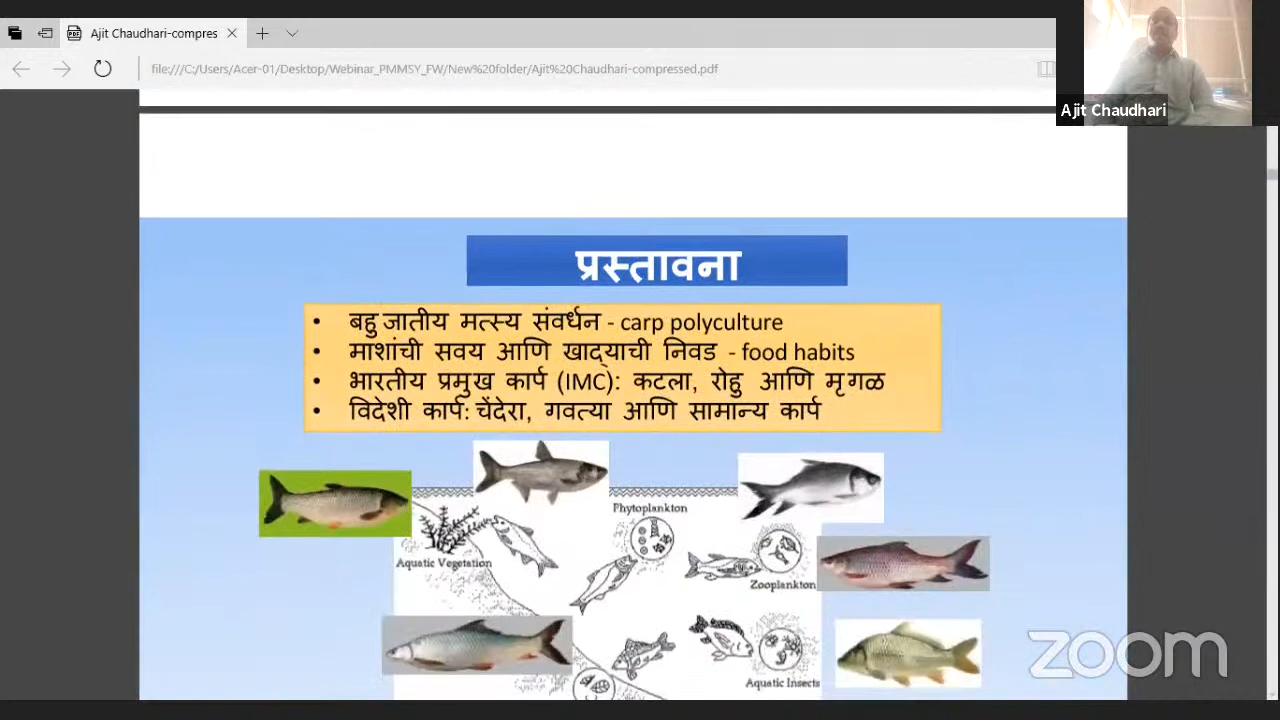 Ajit Chaudhari-compres
file:///C:/Users/Acer-01/Desktop/Webinar_PMMSY_FW/New%20folder/Ajit%20Chaudhari-compressed.pdf
Ajit Chaudhari
प्रस्तावना
• बहुजातीय मत्स्य संवर्धन - carp polyculture
• माशांची सवय आणि खाद्याची निवड - food habits
• भारतीय प्रमुख कार्प (IMC): कटला, रोहु आणि मृगळ
• विदेशी कार्प: चेंदेरा, गवत्या आणि सामान्य कार्प
Phytoplankton
Aquatic Vegetation
Zooplankton
Aquatic Insects
zoom